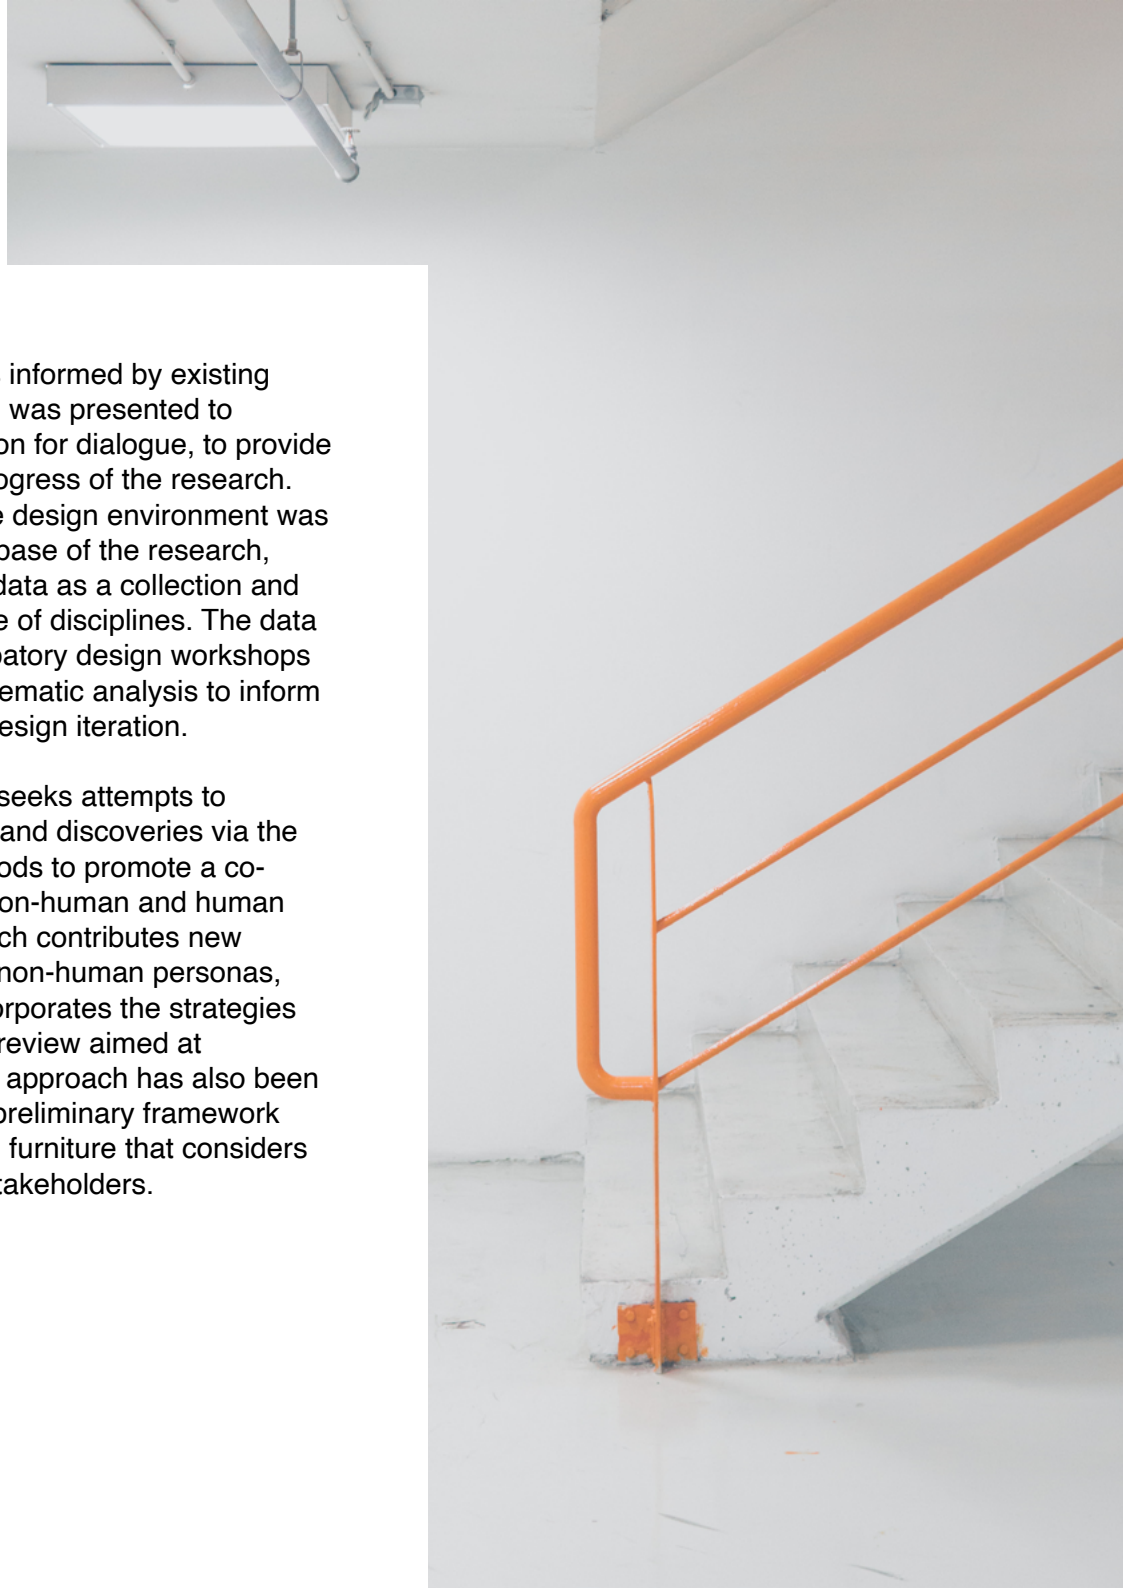 informed by existing
was presented to
on for dialogue, to provide
ogress of the research.
e design environment was
base of the research,
data as a collection and
e of disciplines. The data
patory design workshops
ematic analysis to inform
esign iteration.
seeks attempts to
and discoveries via the
ods to promote a co-
on-human and human
ch contributes new
non-human personas,
orporates the strategies
review aimed at
approach has also been
preliminary framework
furniture that considers
takeholders.